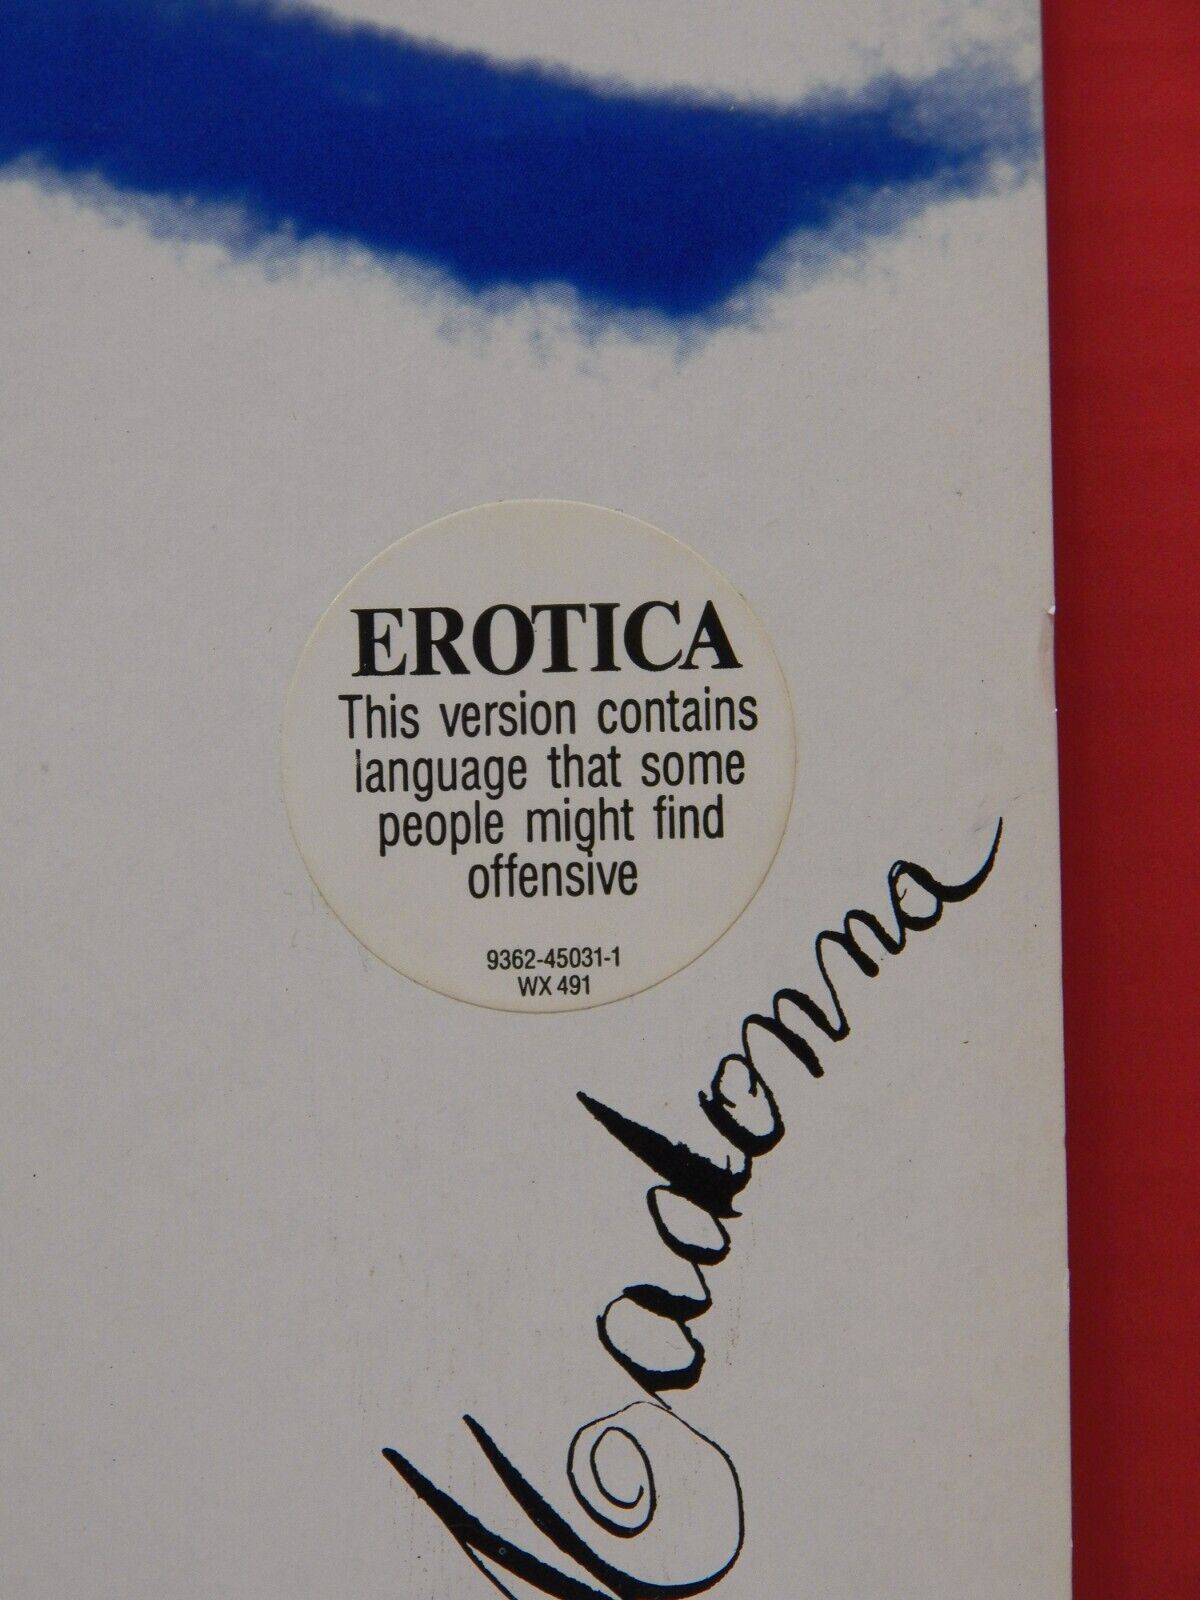 EROTICA
This version contains
language that some
people might find
offensive
9362-45031-1
WX 491
Madonna